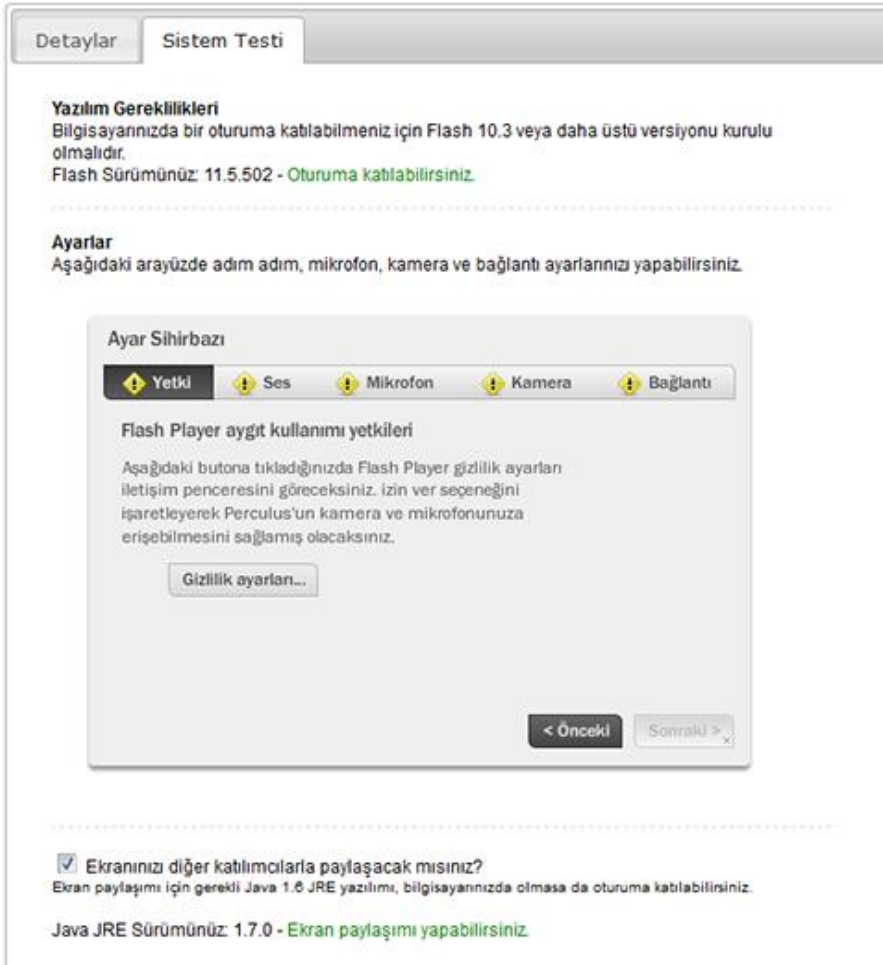 Detaylar
Sistem Testi
Yazılım Gereklilikleri
Bilgisayarınızda bir oturuma katılabilmeniz için Flash 10.3 veya daha üstü versiyonu kurulu
olmalıdır.
Flash Sürümünüz: 11.5.502 - Oturuma katılabilirsiniz.
Ayarlar
Aşağıdaki arayüzde adım adım, mikrofon, kamera ve bağlantı ayarlarınızı yapabilirsiniz.
Ayar Sihirbazı
Yetki Ses Mikrofon Kamera Bağlantı
Flash Player aygıt kullanımı yetkileri
Aşağıdaki butona tıkladığınızda Flash Player gizlilik ayarları
iletişim penceresini göreceksiniz. izin ver seçeneğini
işaretleyerek Perculus'un kamera ve mikrofonunuza
erişebilmesini sağlamış olacaksınız.
Gizlilik ayarları...
< Önceki
Sonraki >
Ekranınızı diğer katılımcılarla paylaşacak mısınız?
Ekran paylaşımı için gerekli Java 1.6 JRE yazılımı, bilgisayarınızda olmasa da oturuma katılabilirsiniz.
Java JRE Sürümünüz: 1.7.0 - Ekran paylaşımı yapabilirsiniz.